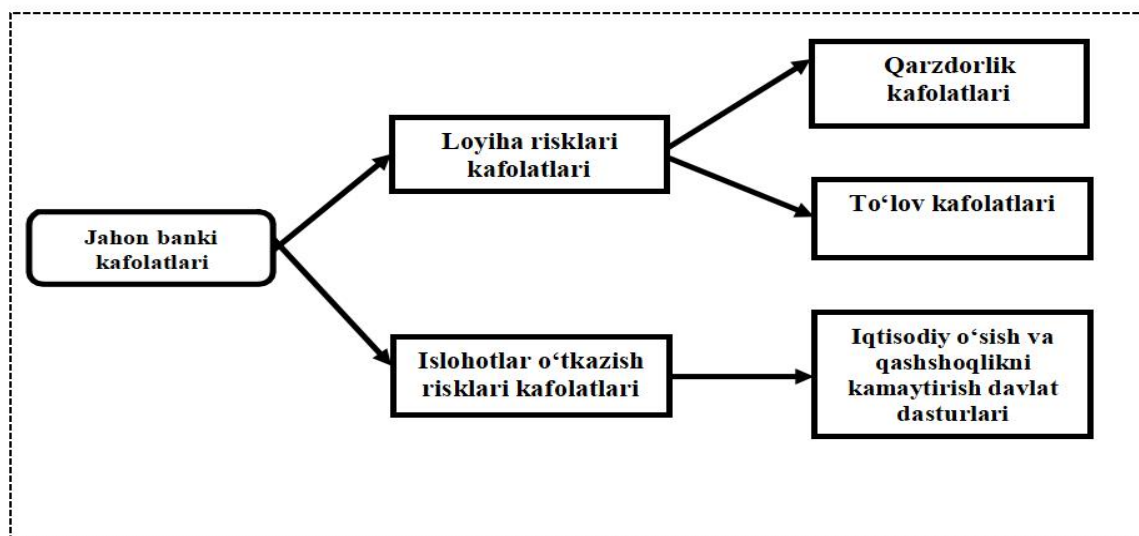 Jahon banki
kafolatlari
Loyiha risklari
kafolatlari
Qarzdorlik
kafolatlari
To‘lov kafolatlari
Islohotlar o‘tkazish
risklari kafolatlari
Iqtisodiy o‘sish va
qashshoqlikni
kamaytirish davlat
dasturlari